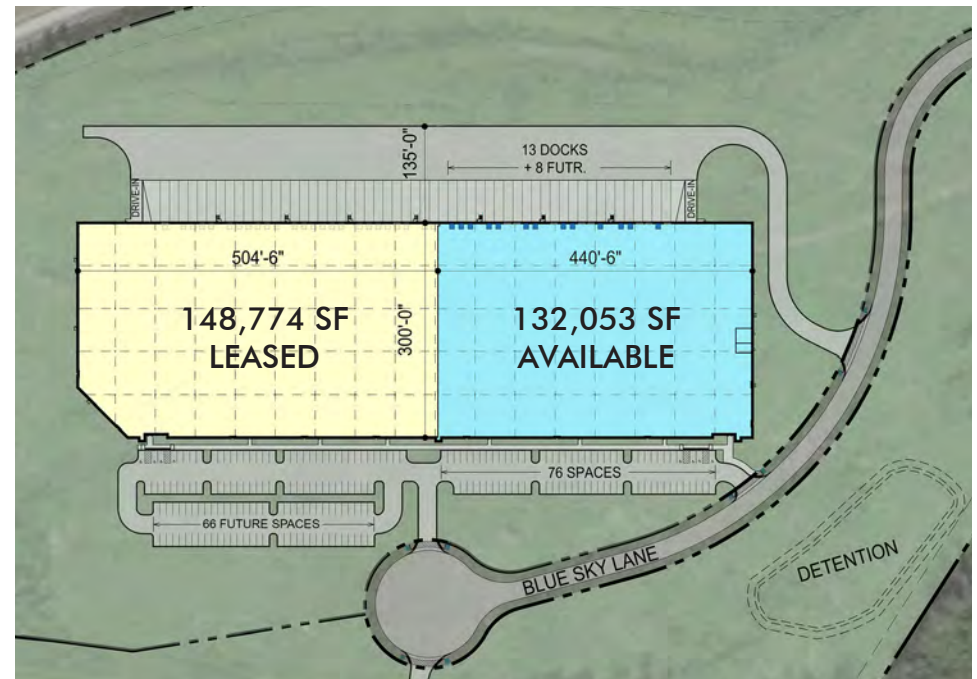 135'-0"
13 DOCKS
+ 8 FUTR.
DRIVE-IN
DRIVE-IN
504'-6"
440'-6"
148,774 SF
LEASED
300'-0"
132,053 SF
AVAILABLE
76 SPACES
66 FUTURE SPACES
BLUE SKY LANE
DETENTION